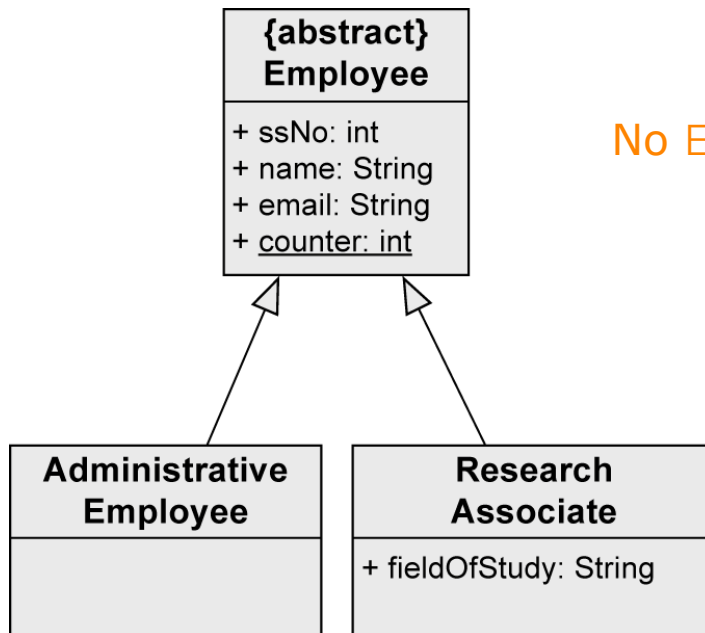 {abstract}
Employee
+ ssNo: int
+ name: String
+ email: String
+ counter: int
No E
Administrative
Employee
Research
Associate
+ fieldOfStudy: String